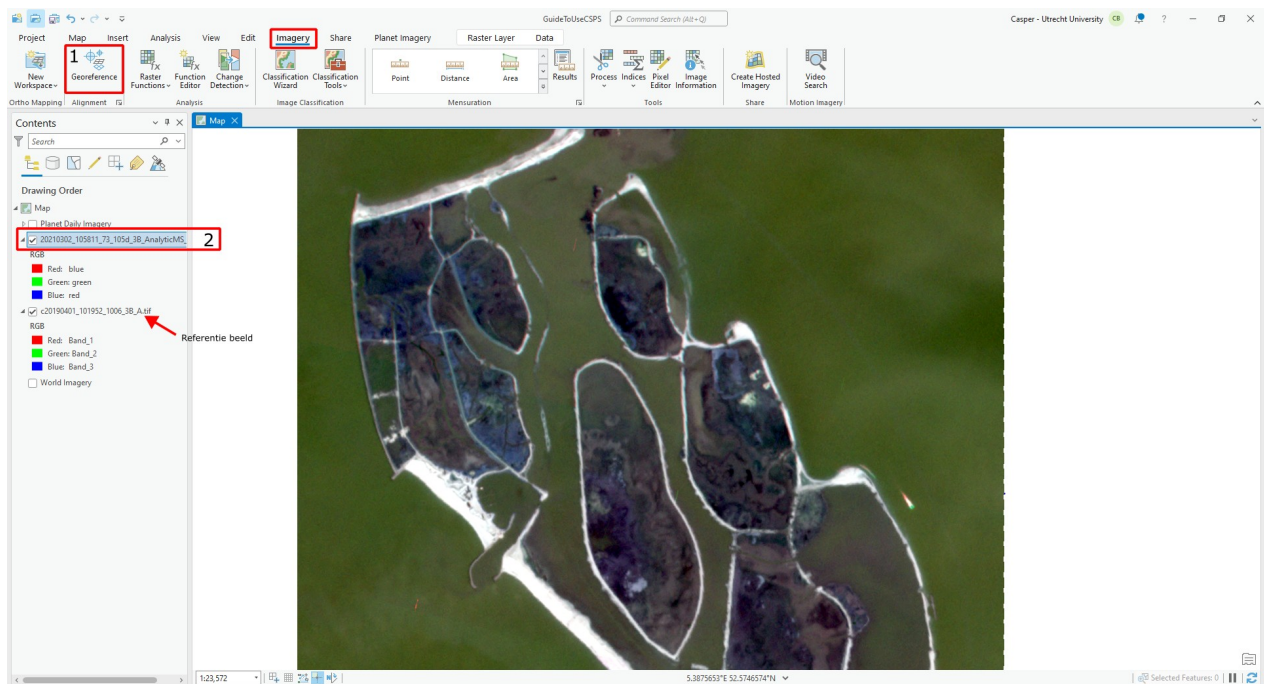 GuideToUseCSPS
Command Search (Alt+Q)
Casper - Utrecht University
CB
?
Project Map Insert Analysis View Edit Imagery Share Planet Imagery Raster Layer Data
1
New Workspace
Georeference
Raster Functions
Function Editor
Change Detection
Classification Wizard
Classification Tools
Point
Distance
Area
Results
Process
Indices
Pixel Editor
Image Information
Create Hosted Imagery
Video Search
Ortho Mapping Alignment Analysis Image Classification Mensuration Tools Share Motion Imagery
Contents
Map
Search
Drawing Order
Map
Planet Daily Imagery
20210302_105811_73_105d_3B_AnalyticMS_
2
RGB
Red: blue
Green: green
Blue: red
c20190401_101952_1006_3B_A.tif
RGB
Referentie beeld
Red: Band_1
Green: Band_2
Blue: Band_3
World Imagery
1:23,572
5.3875653°E 52.5746574°N
Selected Features: 0